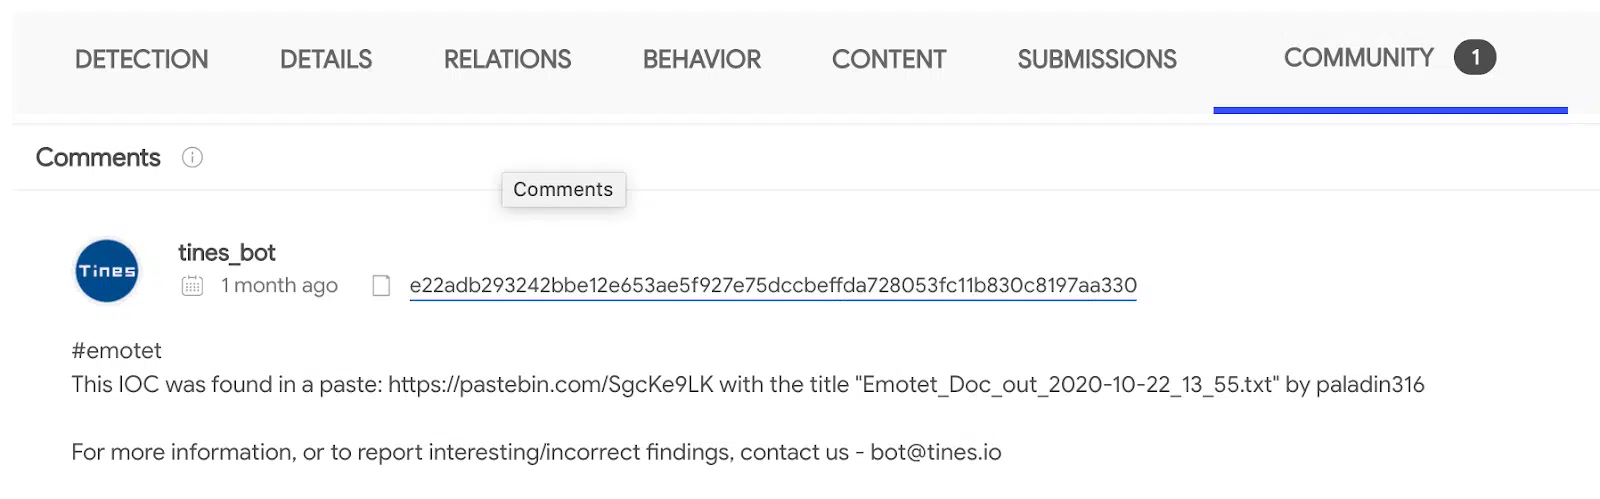 DETECTION DETAILS RELATIONS BEHAVIOR CONTENT SUBMISSIONS COMMUNITY 1
Comments
Comments
Tines
tines_bot
1 month ago e22adb293242bbe12e653ae5f927e75dccbeffda728053fc11b830c8197aa330
#emotet
This IOC was found in a paste: https://pastebin.com/SgcKe9LK with the title "Emotet_Doc_out_2020-10-22_13_55.txt" by paladin316
For more information, or to report interesting/incorrect findings, contact us - bot@tines.io